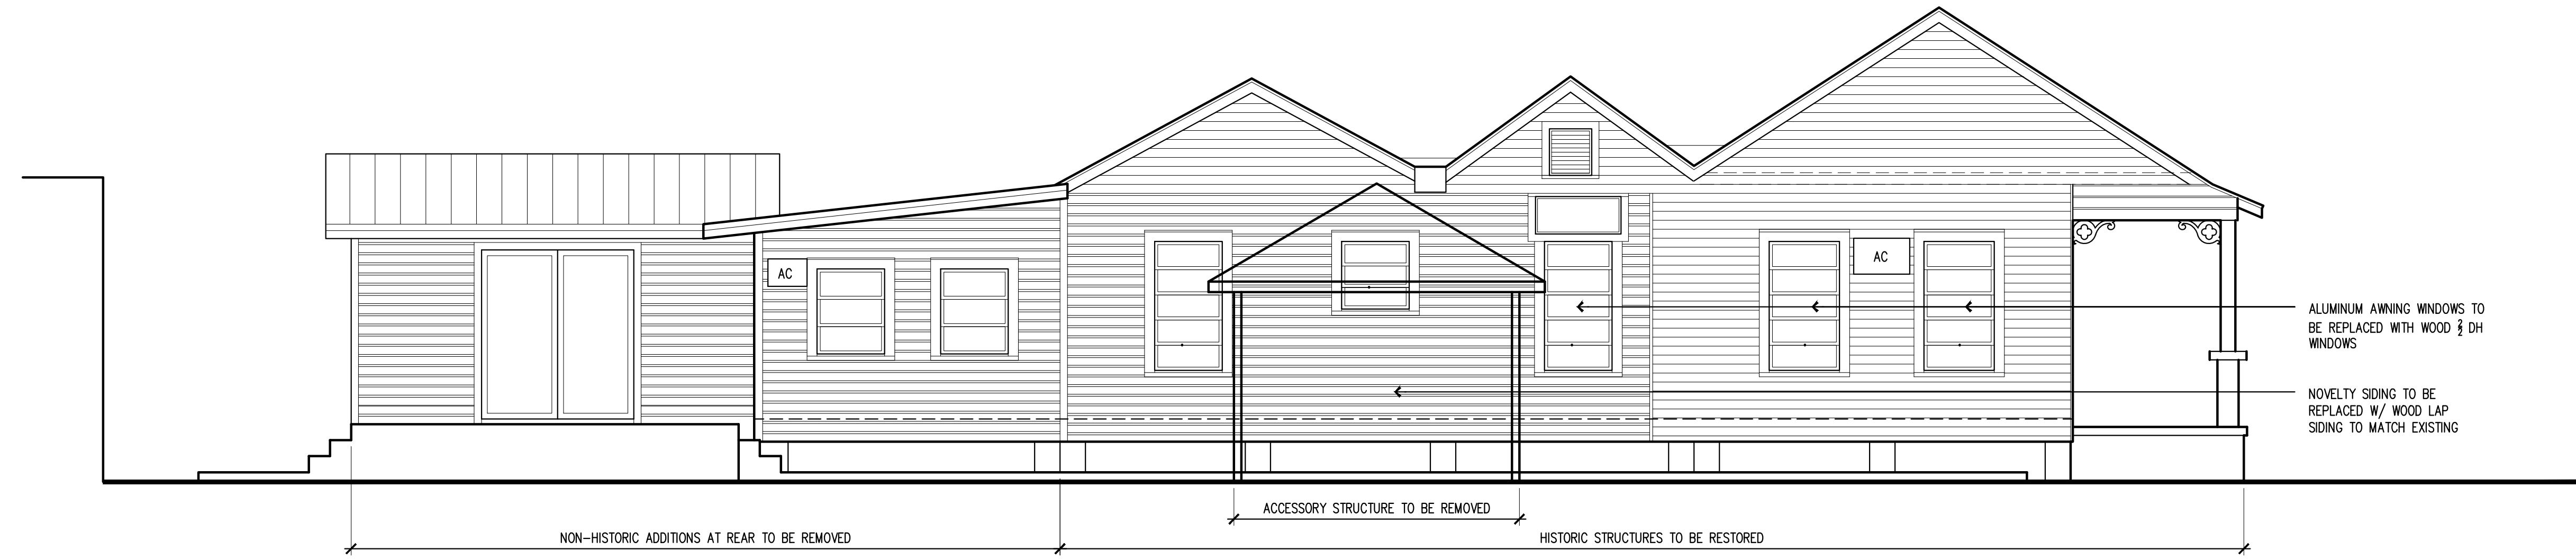 AC
AC
ALUMINUM AWNING WINDOWS TO
BE REPLACED WITH WOOD 2/2 DH
WINDOWS
NOVELTY SIDING TO BE
REPLACED W/ WOOD LAP
SIDING TO MATCH EXISTING
ACCESSORY STRUCTURE TO BE REMOVED
NON-HISTORIC ADDITIONS AT REAR TO BE REMOVED
HISTORIC STRUCTURES TO BE RESTORED